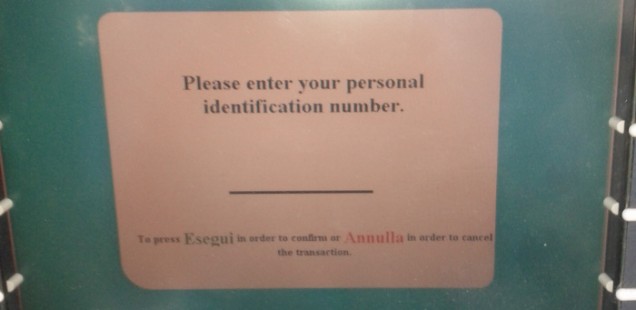 Please enter your personal
identification number.
To press Esegui in order to confirm or Annulla in order to cancel
the transaction.